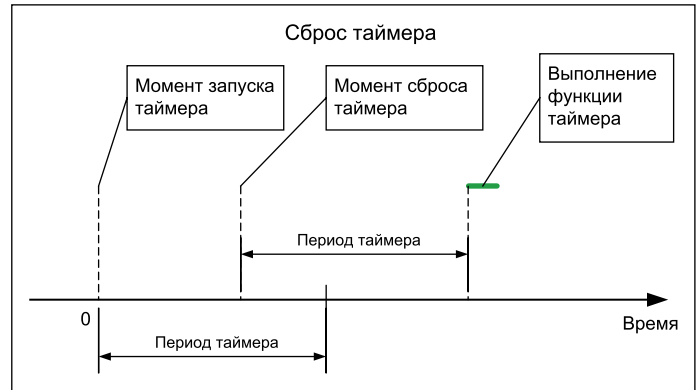 Сброс таймера
Момент запуска
таймера
Момент сброса
таймера
Выполнение
функции
таймера
Период таймера
0
Время
Период таймера